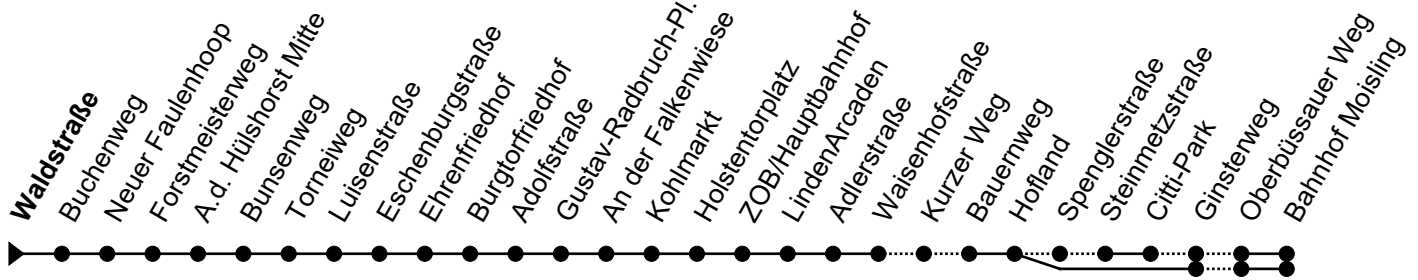 Waldstraße
Buchenweg
Neuer Faulenhoop
Forstmeisterweg
A.d. Hülshorst Mitte
Bunsenweg
Torneiweg
Luisenstraße
Eschenburgstraße
Ehrenfriedhof
Burgtorfriedhof
Adolfstraße
Gustav-Radbruch-Pl.
An der Falkenwiese
Kohlmarkt
Holstentorplatz
ZOB/Hauptbahnhof
LindenArcaden
Adlerstraße
Waisenhofstraße
Kurzer Weg
Bauernweg
Hofland
Spenglerstraße
Steinmetzstraße
Citti-Park
Ginsterweg
Oberbüssauer Weg
Bahnhof Moisling